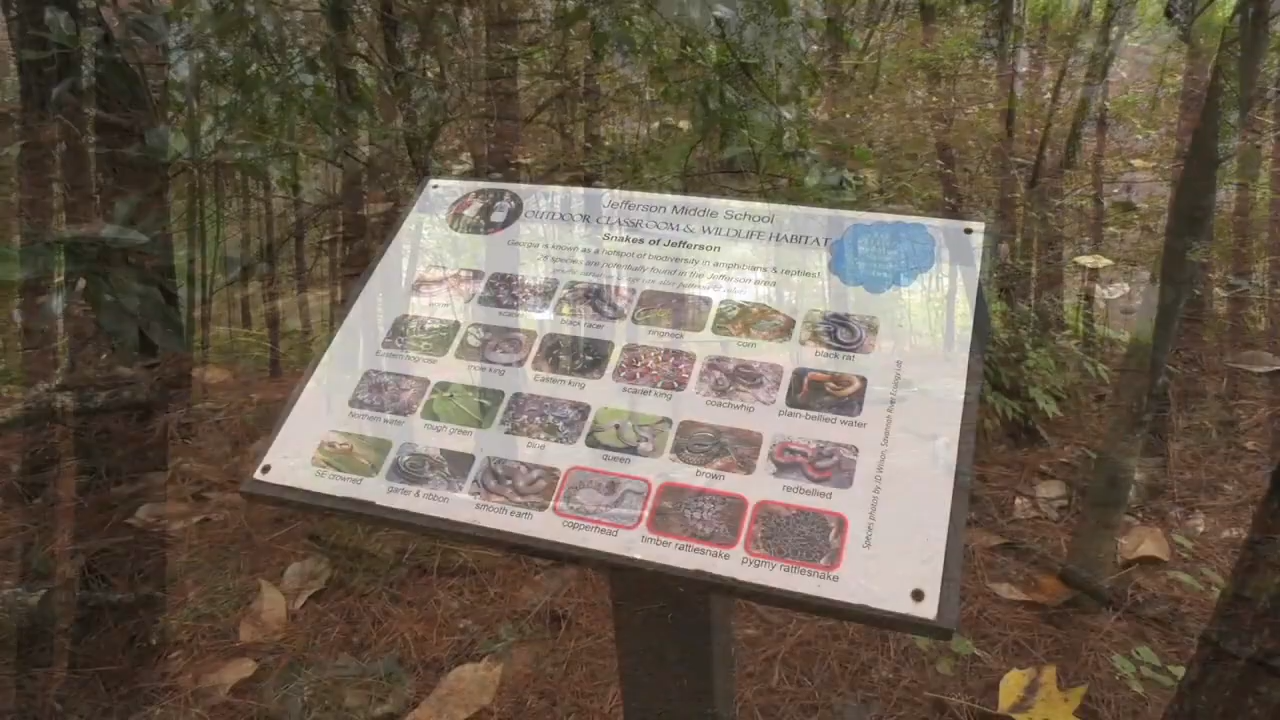 Jefferson Middle School
OUTDOOR CLASSROOM & WILDLIFE HABITAT
Snakes of Jefferson
Georgia is known as a hotspot of biodiversity in amphibians & reptiles!
28 species are potentially found in the Jefferson area
worm scarlet black racer ringneck corn black rat
Eastern hognose mole king Eastern king scarlet king coachwhip plain-bellied water
Northern water rough green pine queen brown redbellied
SE crowned garter & ribbon smooth earth copperhead timber rattlesnake pygmy rattlesnake
Species photos by JD Willson, Savannah River Ecology Lab